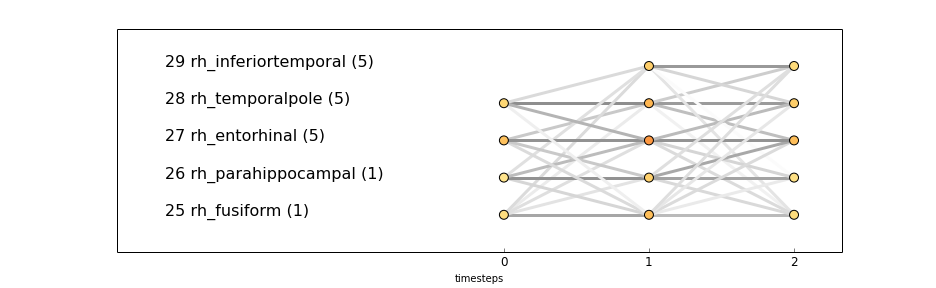 29 rh_inferiortemporal (5)
28 rh_temporalpole (5)
27 rh_entorhinal (5)
26 rh_parahippocampal (1)
25 rh_fusiform (1)
0 1 2
timesteps